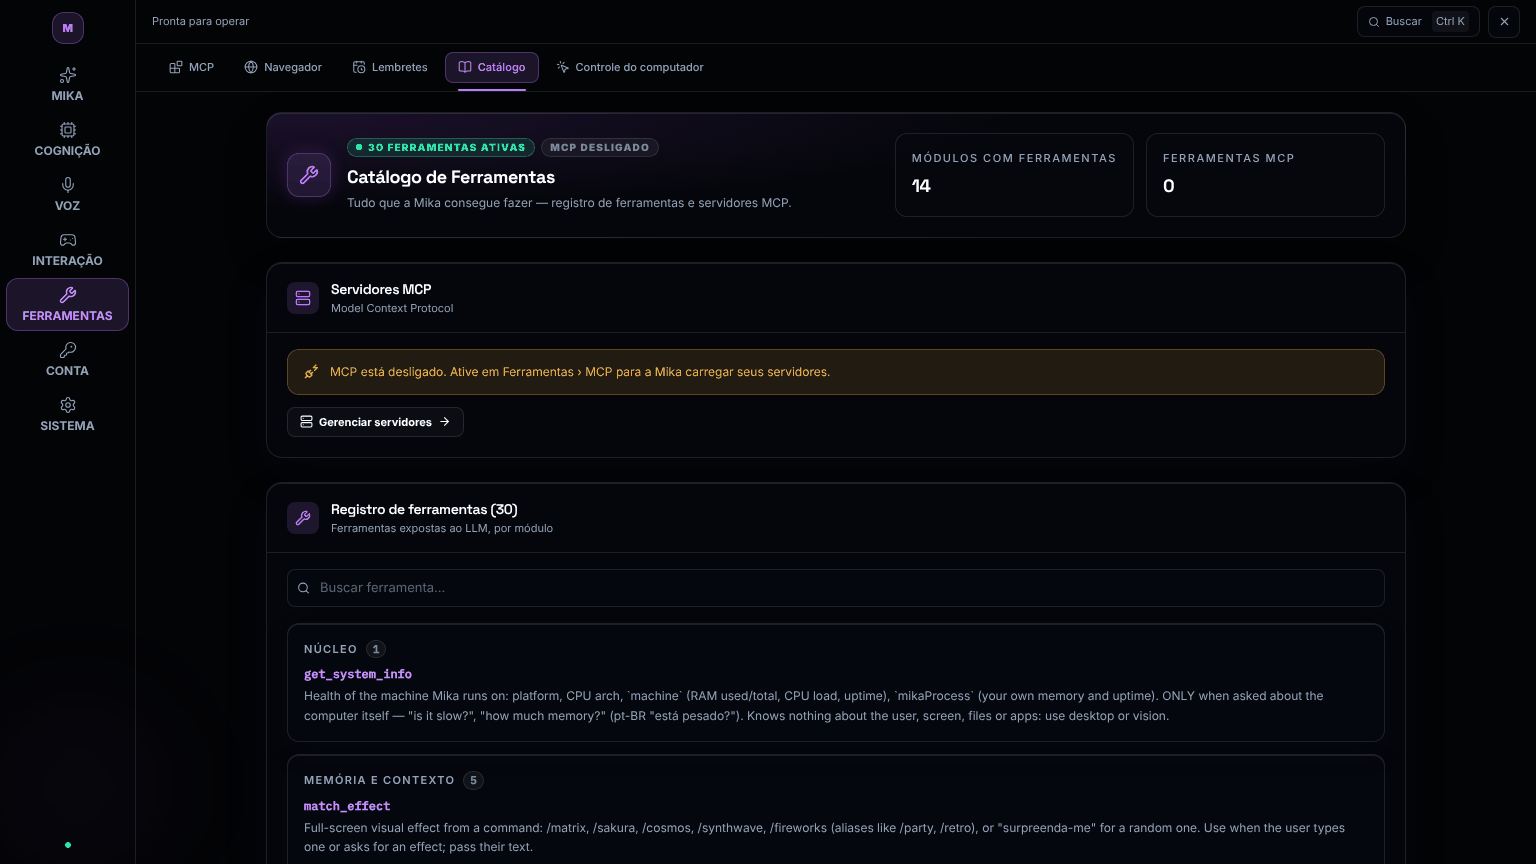 M
MIKA
COGNIÇÃO
VOZ
INTERAÇÃO
FERRAMENTAS
CONTA
SISTEMA
Pronta para operar
Buscar Ctrl K
MCP
Navegador
Lembretes
Catálogo
Controle do computador
30 FERRAMENTAS ATIVAS
MCP DESLIGADO
Catálogo de Ferramentas
Tudo que a Mika consegue fazer — registro de ferramentas e servidores MCP.
MÓDULOS COM FERRAMENTAS
14
FERRAMENTAS MCP
0
Servidores MCP
Model Context Protocol
MCP está desligado. Ative em Ferramentas › MCP para a Mika carregar seus servidores.
Gerenciar servidores →
Registro de ferramentas (30)
Ferramentas expostas ao LLM, por módulo
Buscar ferramenta...
NÚCLEO 1
get_system_info
Health of the machine Mika runs on: platform, CPU arch, `machine` (RAM used/total, CPU load, uptime), `mikaProcess` (your own memory and uptime). ONLY when asked about the
computer itself — "is it slow?", "how much memory?" (pt-BR "está pesado?"). Knows nothing about the user, screen, files or apps: use desktop or vision.
MEMÓRIA E CONTEXTO 5
match_effect
Full-screen visual effect from a command: /matrix, /sakura, /cosmos, /synthwave, /fireworks (aliases like /party, /retro), or "surpreenda-me" for a random one. Use when the user types
one or asks for an effect; pass their text.